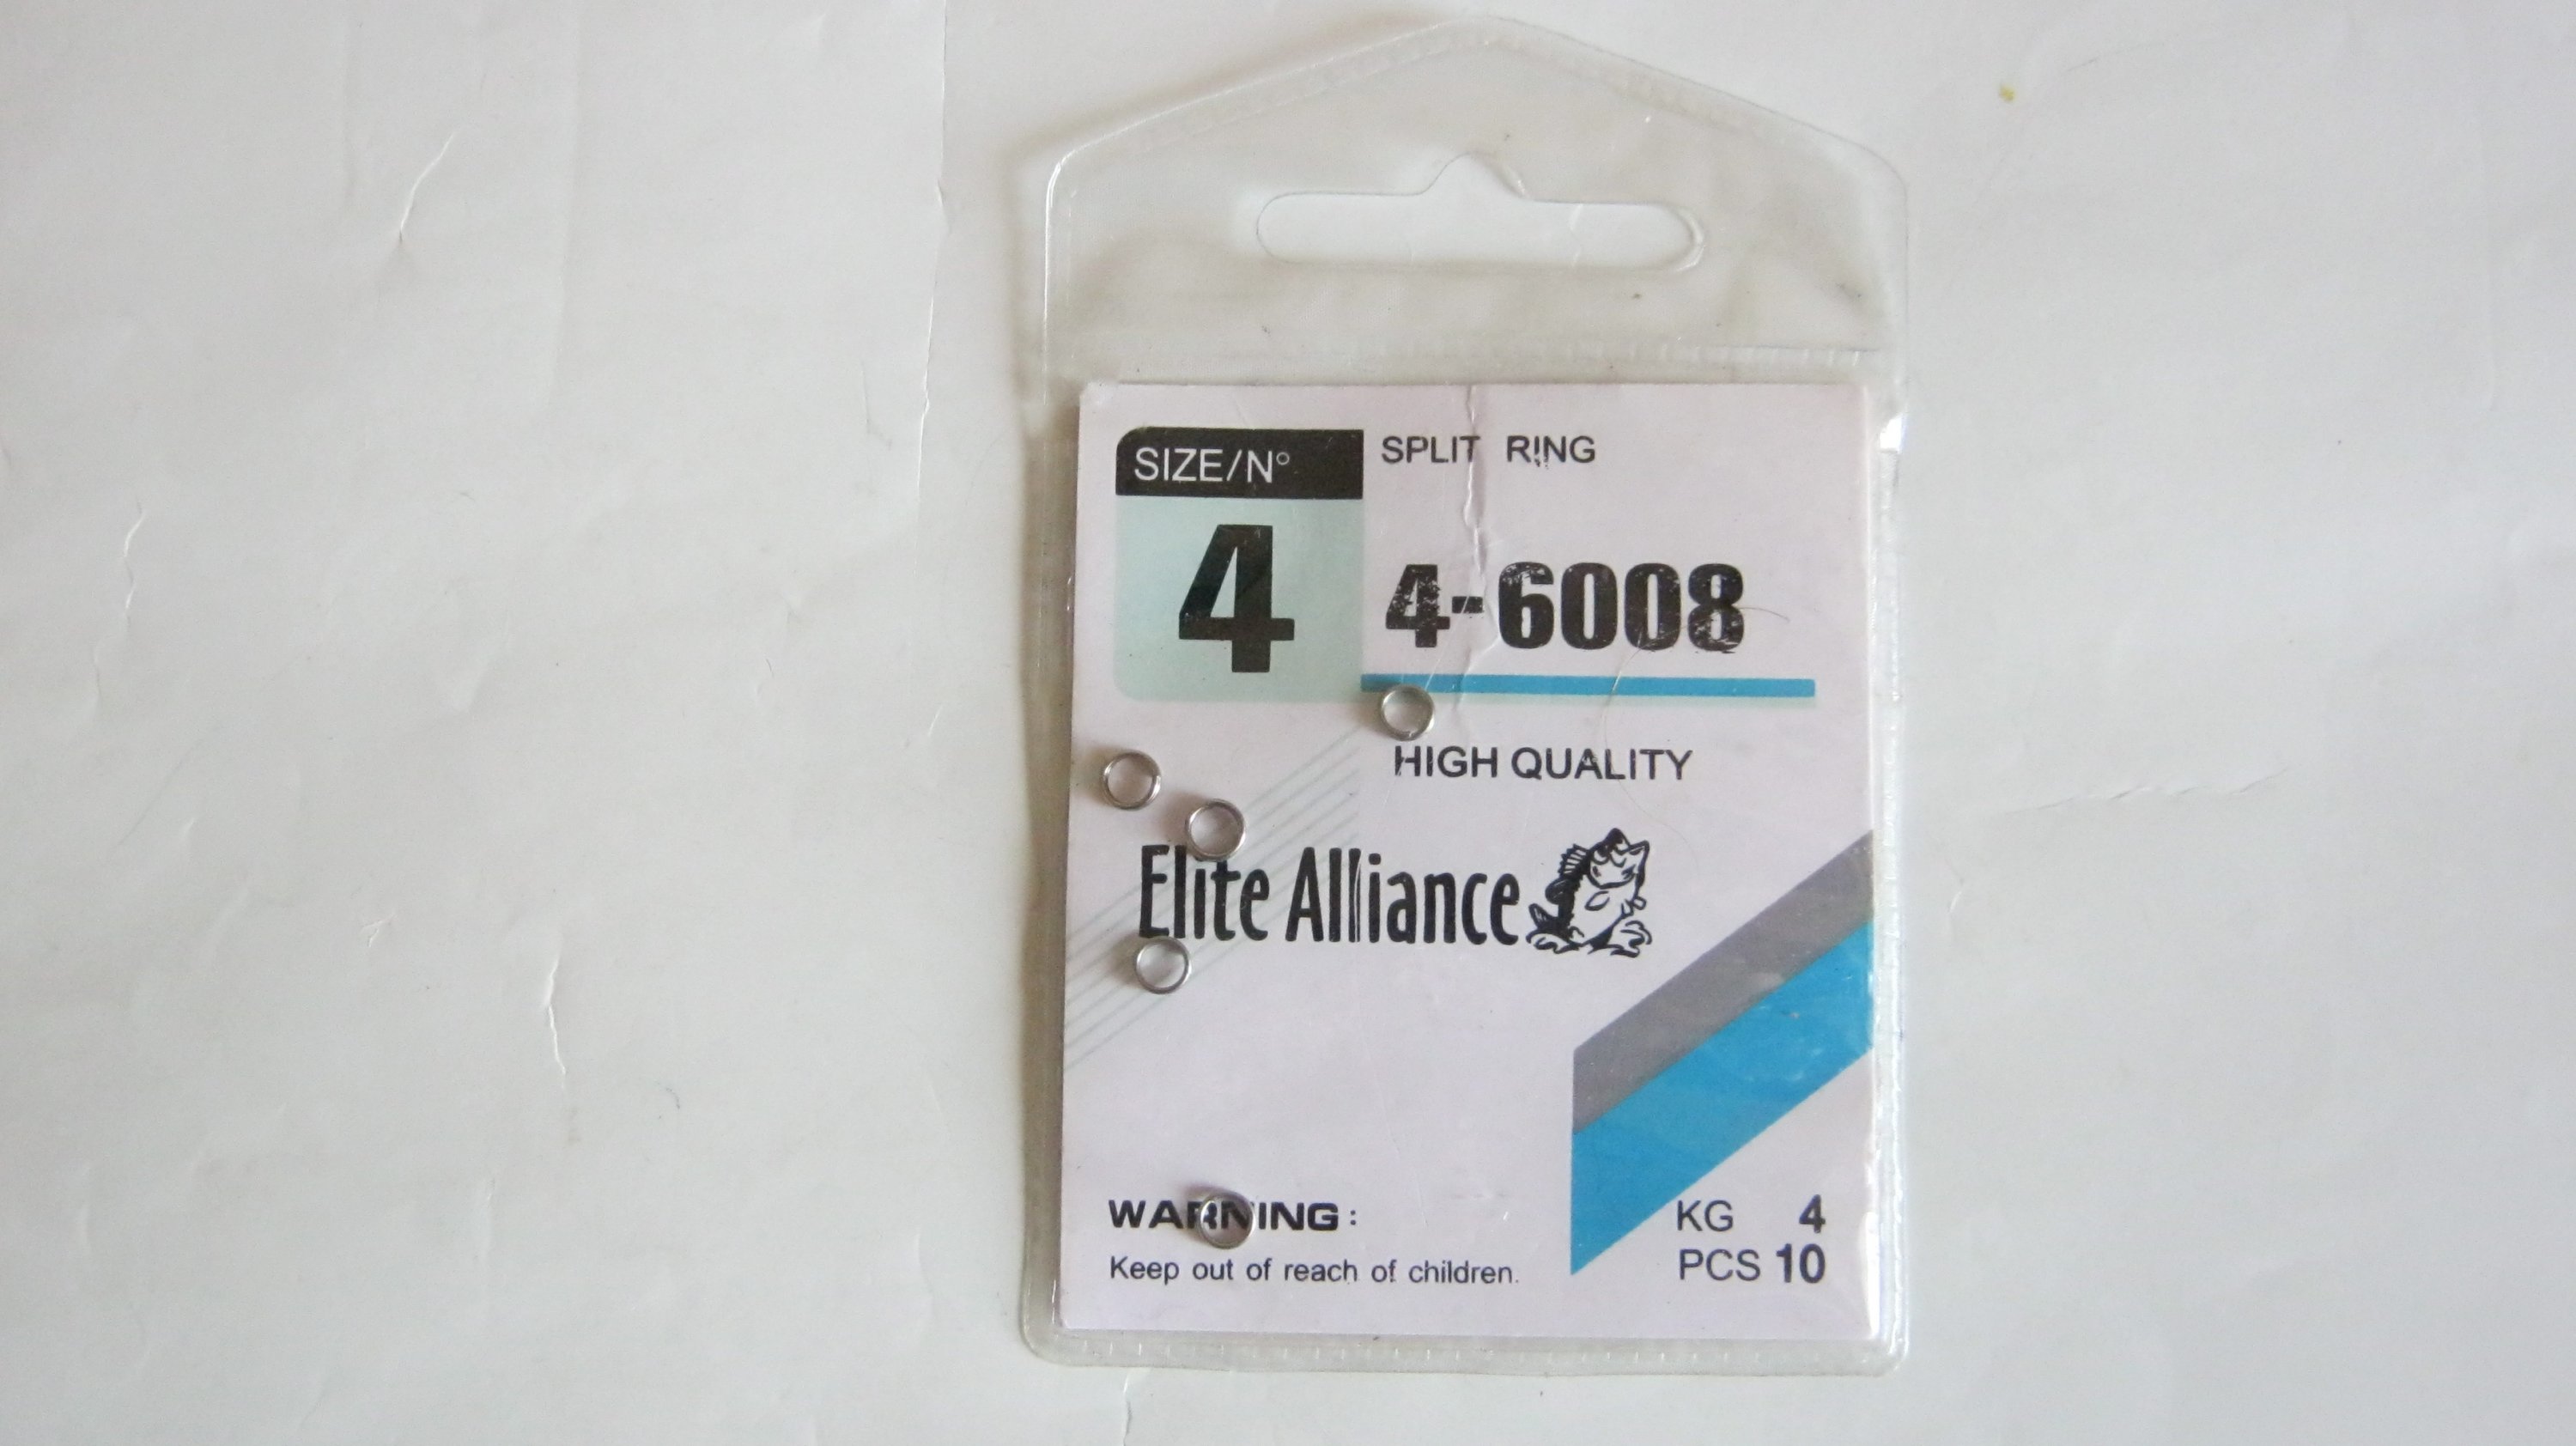 SIZE/N°
4
SPLIT RING
4-6008
HIGH QUALITY
Elite Alliance
WARNING:
Keep out of reach of children.
KG 4
PCS 10